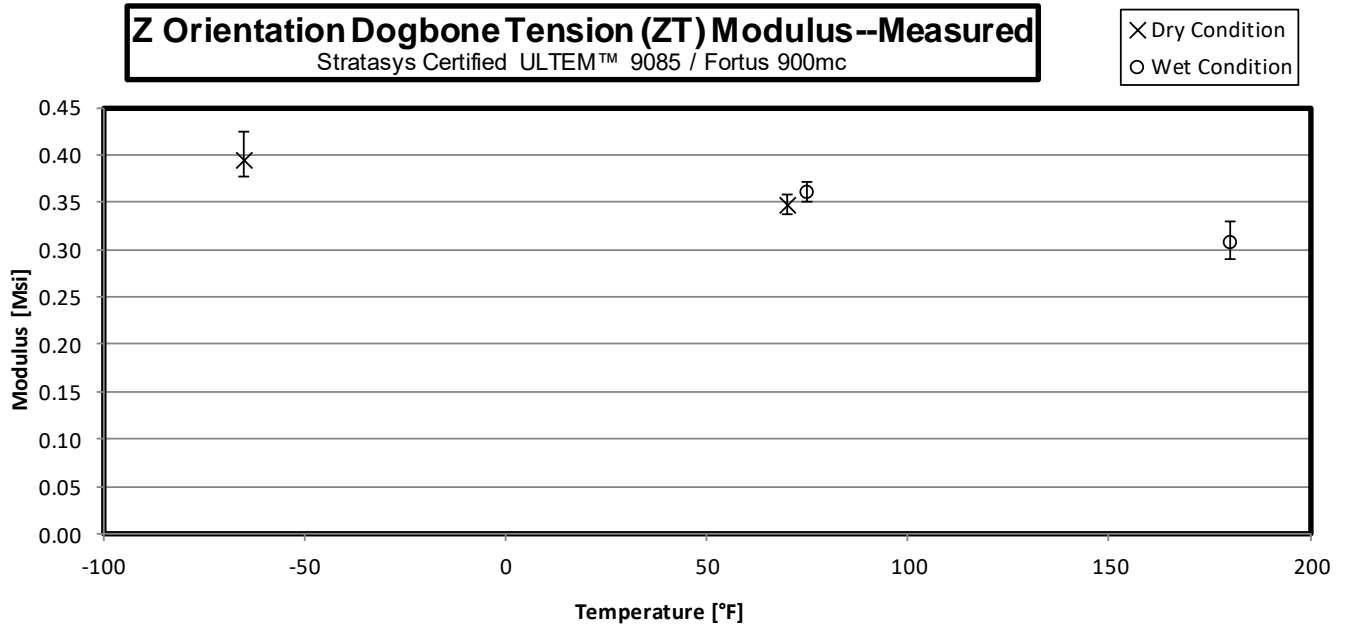 Z Orientation Dogbone Tension (ZT) Modulus--Measured
Stratasys Certified ULTEM™ 9085 / Fortus 900mc
Dry Condition
Wet Condition
0.45
0.40
0.35
0.30
0.25
0.20
0.15
0.10
0.05
0.00
Modulus [Msi]
-100
-50
0
50
100
150
200
Temperature [°F]